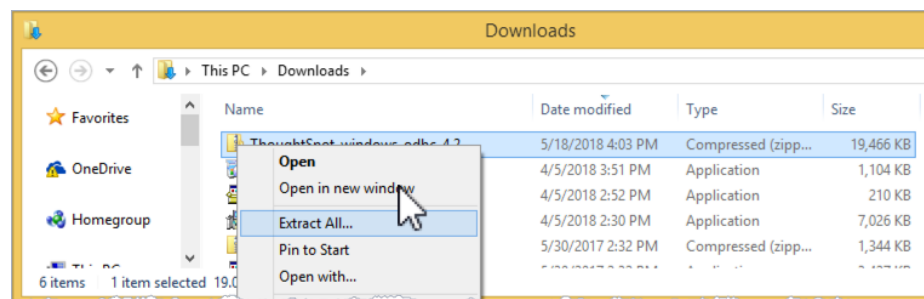 Downloads
This PC Downloads
Name Date modified Type Size
Favorites
ThoughtSpot_windows_odbc_4.2 5/18/2018 4:03 PM Compressed (zipp... 19,466 KB
Open
OneDrive 4/5/2018 3:51 PM Application 1,104 KB
Open in new window 4/5/2018 2:52 PM Application 210 KB
Homegroup Extract All... 4/5/2018 2:30 PM Application 7,026 KB
Pin to Start 5/30/2017 2:32 PM Compressed (zipp... 1,344 KB
Open with...
6 items 1 item selected 19.0